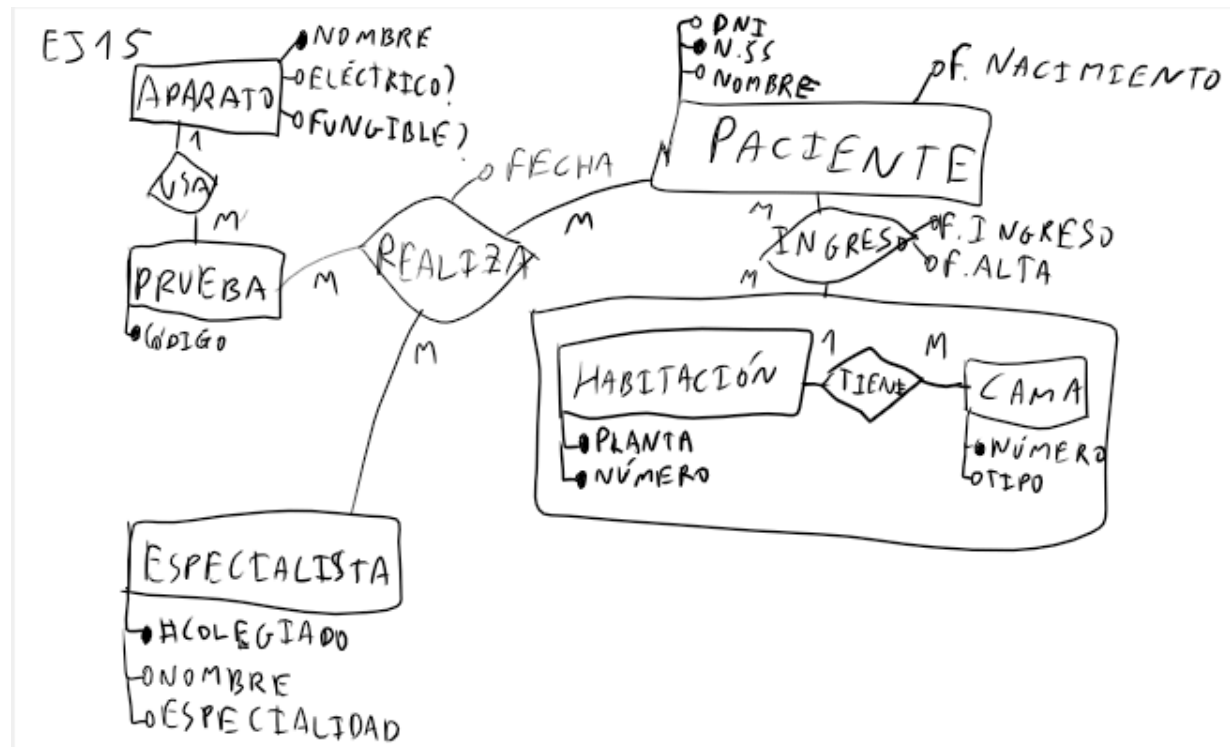 EJ15
APARATO
NOMBRE
ELÉCTRICO?
FUNGIBLE?
1
USA
M
PRUEBA
CÓDIGO
M
REALIZA
FECHA
M
M
DNI
N.SS
NOMBRE
F. NACIMIENTO
PACIENTE
M
INGRESO
F. INGRESO
F. ALTA
M
HABITACIÓN
PLANTA
NÚMERO
1
TIENE
M
CAMA
NÚMERO
TIPO
ESPECIALISTA
#COLEGIADO
NOMBRE
ESPECIALIDAD